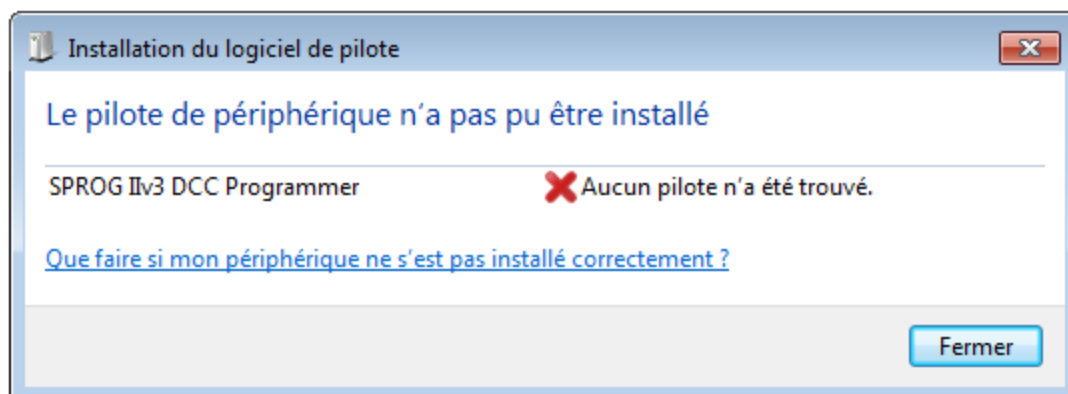 Installation du logiciel de pilote
Le pilote de périphérique n'a pas pu être installé
SPROG IIv3 DCC Programmer Aucun pilote n'a été trouvé.
Que faire si mon périphérique ne s'est pas installé correctement ?
Fermer